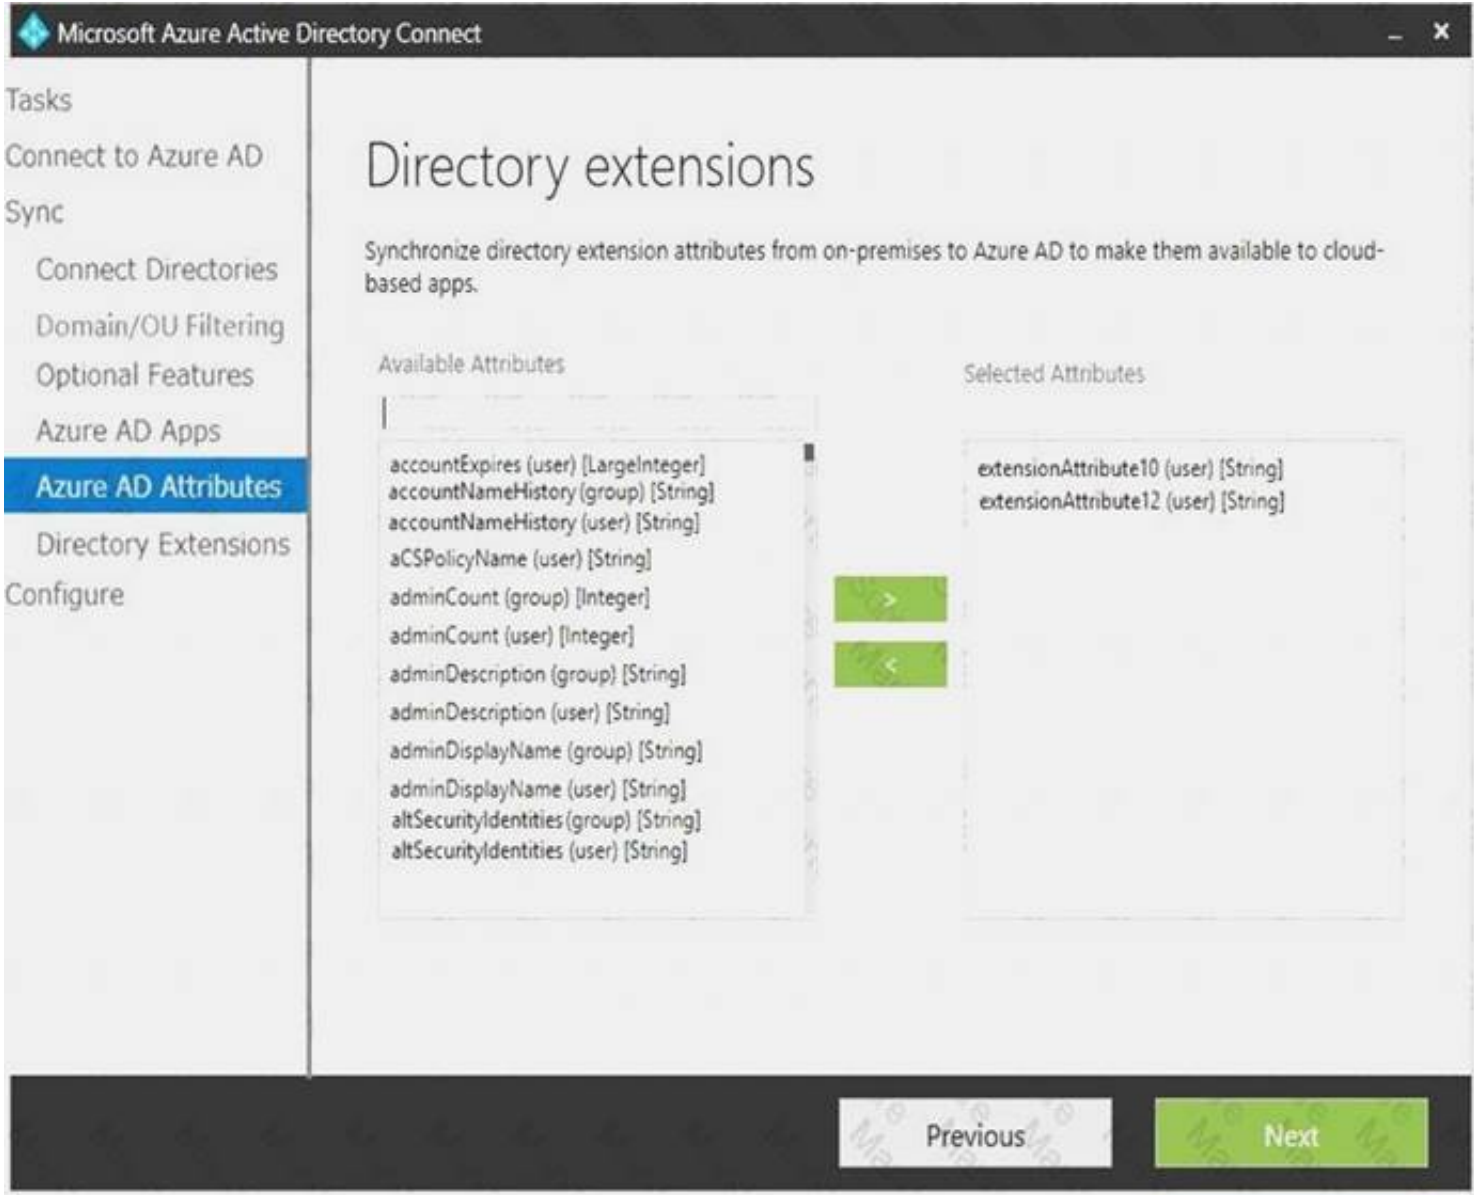 Microsoft Azure Active Directory Connect
Tasks
Connect to Azure AD
Sync
Connect Directories
Domain/OU Filtering
Optional Features
Azure AD Apps
Azure AD Attributes
Directory Extensions
Configure
Directory extensions
Synchronize directory extension attributes from on-premises to Azure AD to make them available to cloud-
based apps.
Available Attributes
accountExpires (user) [LargeInteger]
accountNameHistory (group) [String]
accountNameHistory (user) [String]
aCSPolicyName (user) [String]
adminCount (group) [Integer]
adminCount (user) [Integer]
adminDescription (group) [String]
adminDescription (user) [String]
adminDisplayName (group) [String]
adminDisplayName (user) [String]
altSecurityIdentities (group) [String]
altSecurityIdentities (user) [String]
>
<
Selected Attributes
extensionAttribute10 (user) [String]
extensionAttribute12 (user) [String]
Previous
Next